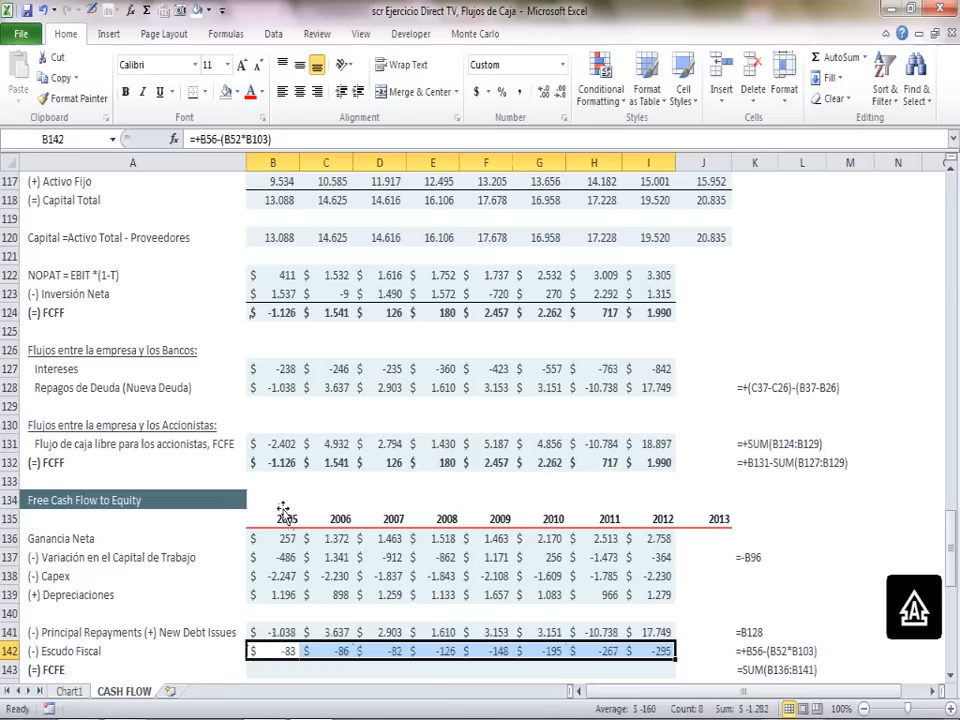 scr Ejercicio Direct TV, Flujos de Caja - Microsoft Excel
File Home Insert Page Layout Formulas Data Review View Developer Monte Carlo
Cut
Copy
Format Painter
Paste
Clipboard
Calibri 11
B I U
Font
Wrap Text
Merge & Center
Alignment
Custom
$ % ,
Number
Conditional Formatting
Format as Table
Cell Styles
Styles
Insert Delete Format
Cells
Σ AutoSum
Fill
Clear
Sort & Filter
Find & Select
Editing
B142 fx =+B56-(B52*B103)
A B C D E F G H I J K L M N
117 (+) Activo Fijo 9.534 10.585 11.917 12.495 13.205 13.656 14.182 15.001 15.952
118 (=) Capital Total 13.088 14.625 14.616 16.106 17.678 16.958 17.228 19.520 20.835
119
120 Capital =Activo Total - Proveedores 13.088 14.625 14.616 16.106 17.678 16.958 17.228 19.520 20.835
121
122 NOPAT = EBIT *(1-T) $ 411 $ 1.532 $ 1.616 $ 1.752 $ 1.737 $ 2.532 $ 3.009 $ 3.305
123 (-) Inversión Neta $ 1.537 $ -9 $ 1.490 $ 1.572 $ -720 $ 270 $ 2.292 $ 1.315
124 (=) FCFF $ -1.126 $ 1.541 $ 126 $ 180 $ 2.457 $ 2.262 $ 717 $ 1.990
125
126 Flujos entre la empresa y los Bancos:
127 Intereses $ -238 $ -246 $ -235 $ -360 $ -423 $ -557 $ -763 $ -842
128 Repagos de Deuda (Nueva Deuda) $ -1.038 $ 3.637 $ 2.903 $ 1.610 $ 3.153 $ 3.151 $ -10.738 $ 17.749 =+(C37-C26)-(B37-B26)
129
130 Flujos entre la empresa y los Accionistas:
131 Flujo de caja libre para los accionistas, FCFE $ -2.402 $ 4.932 $ 2.794 $ 1.430 $ 5.187 $ 4.856 $ -10.784 $ 18.897 =+SUM(B124:B129)
132 (=) FCFF $ -1.126 $ 1.541 $ 126 $ 180 $ 2.457 $ 2.262 $ 717 $ 1.990 =+B131-SUM(B127:B129)
133
134 Free Cash Flow to Equity
135 2005 2006 2007 2008 2009 2010 2011 2012 2013
136 Ganancia Neta $ 257 $ 1.372 $ 1.463 $ 1.518 $ 1.463 $ 2.170 $ 2.513 $ 2.758
137 (-) Variación en el Capital de Trabajo $ -486 $ 1.341 $ -912 $ -862 $ 1.171 $ 256 $ -1.473 $ -364 =-B96
138 (-) Capex $ -2.247 $ -2.230 $ -1.837 $ -1.843 $ -2.108 $ -1.609 $ -1.785 $ -2.230
139 (+) Depreciaciones $ 1.196 $ 898 $ 1.259 $ 1.133 $ 1.657 $ 1.083 $ 966 $ 1.279
140
141 (-) Principal Repayments (+) New Debt Issues $ -1.038 $ 3.637 $ 2.903 $ 1.610 $ 3.153 $ 3.151 $ -10.738 $ 17.749 =B128
142 (-) Escudo Fiscal $ -83 $ -86 $ -82 $ -126 $ -148 $ -195 $ -267 $ -295 =+B56-(B52*B103)
143 (=) FCFE =SUM(B136:B141)
Chart1 CASH FLOW
Ready Average: $ -160 Count: 8 Sum: $ -1.282 100%